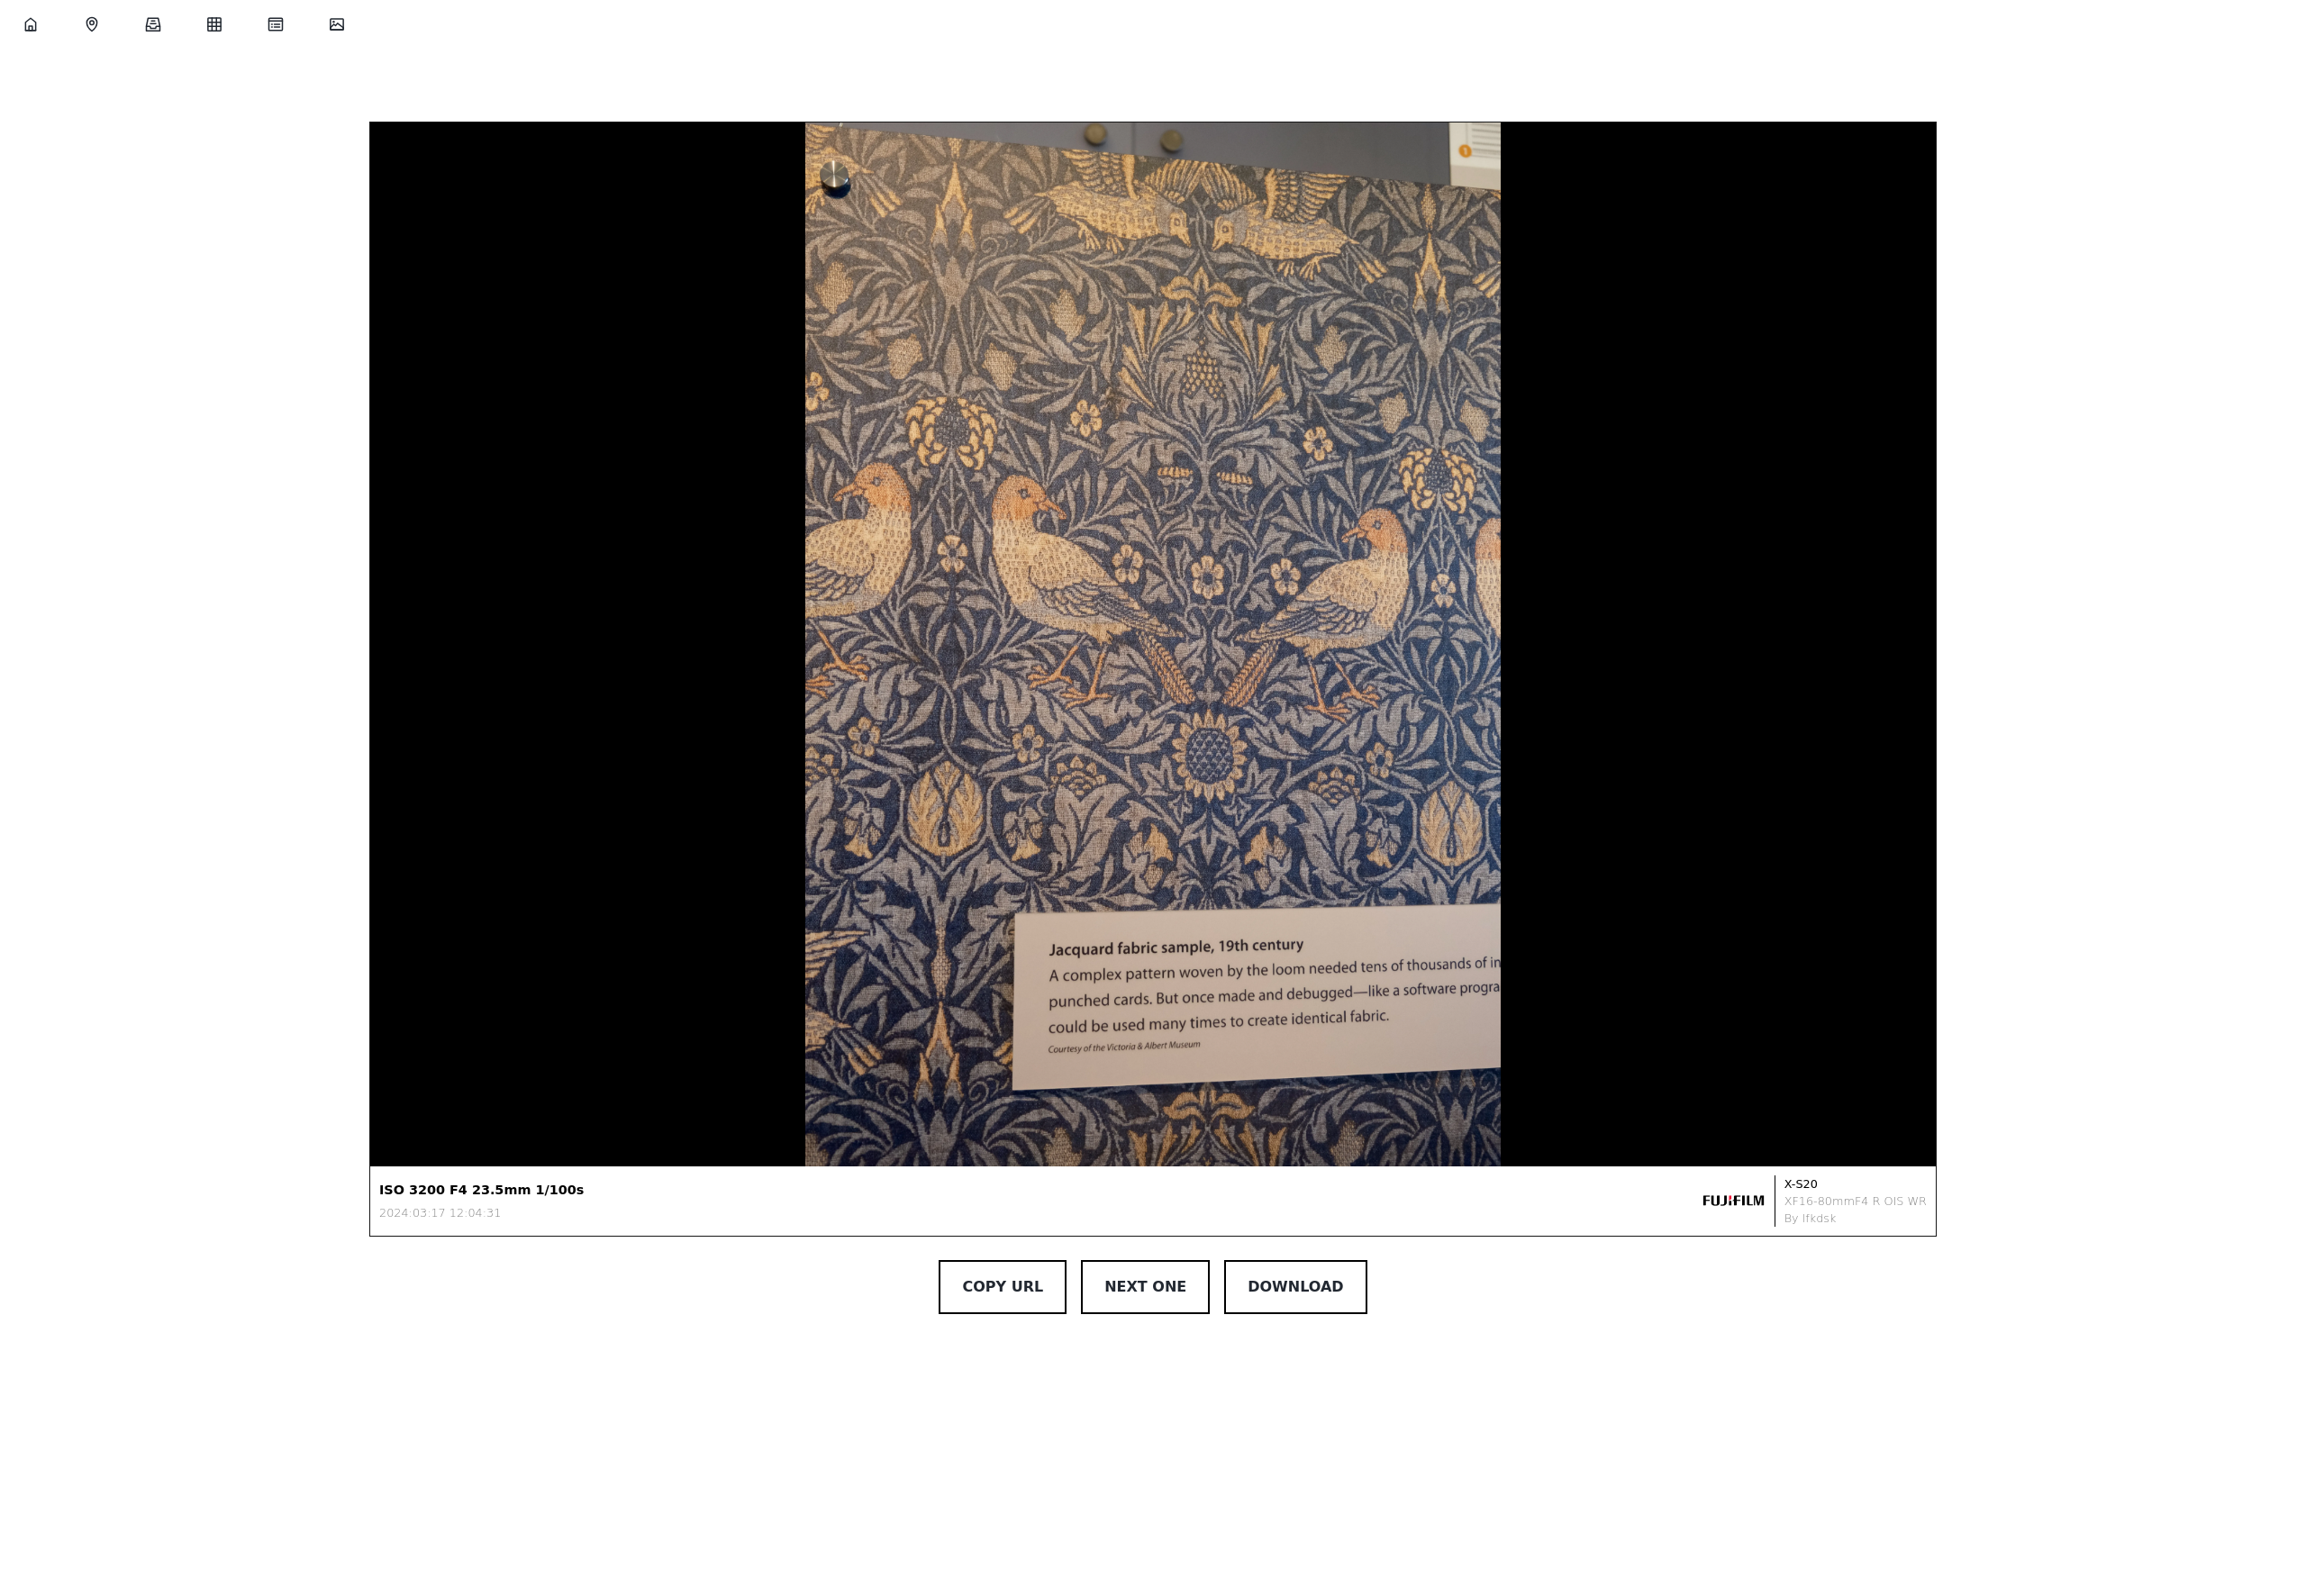 Jacquard fabric sample, 19th century
A complex pattern woven by the loom needed tens of thousands of in
punched cards. But once made and debugged—like a software progra
could be used many times to create identical fabric.
Courtesy of the Victoria & Albert Museum
ISO 3200 F4 23.5mm 1/100s
2024:03:17 12:04:31
FUJIFILM
X-S20
XF16-80mmF4 R OIS WR
By lfkdsk
COPY URL
NEXT ONE
DOWNLOAD